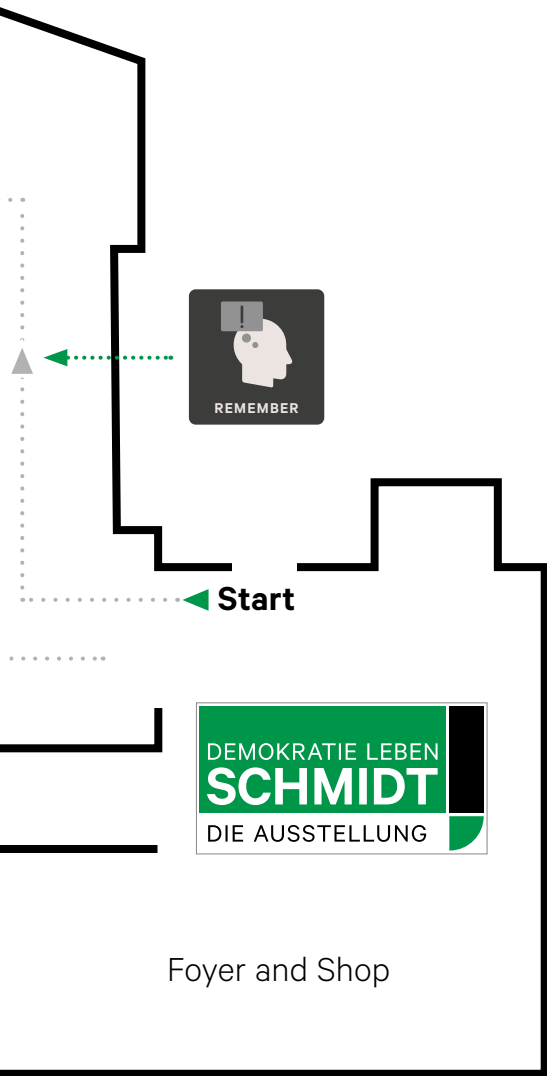 !
REMEMBER
Start
DEMOKRATIE LEBEN
SCHMIDT
DIE AUSSTELLUNG
Foyer and Shop